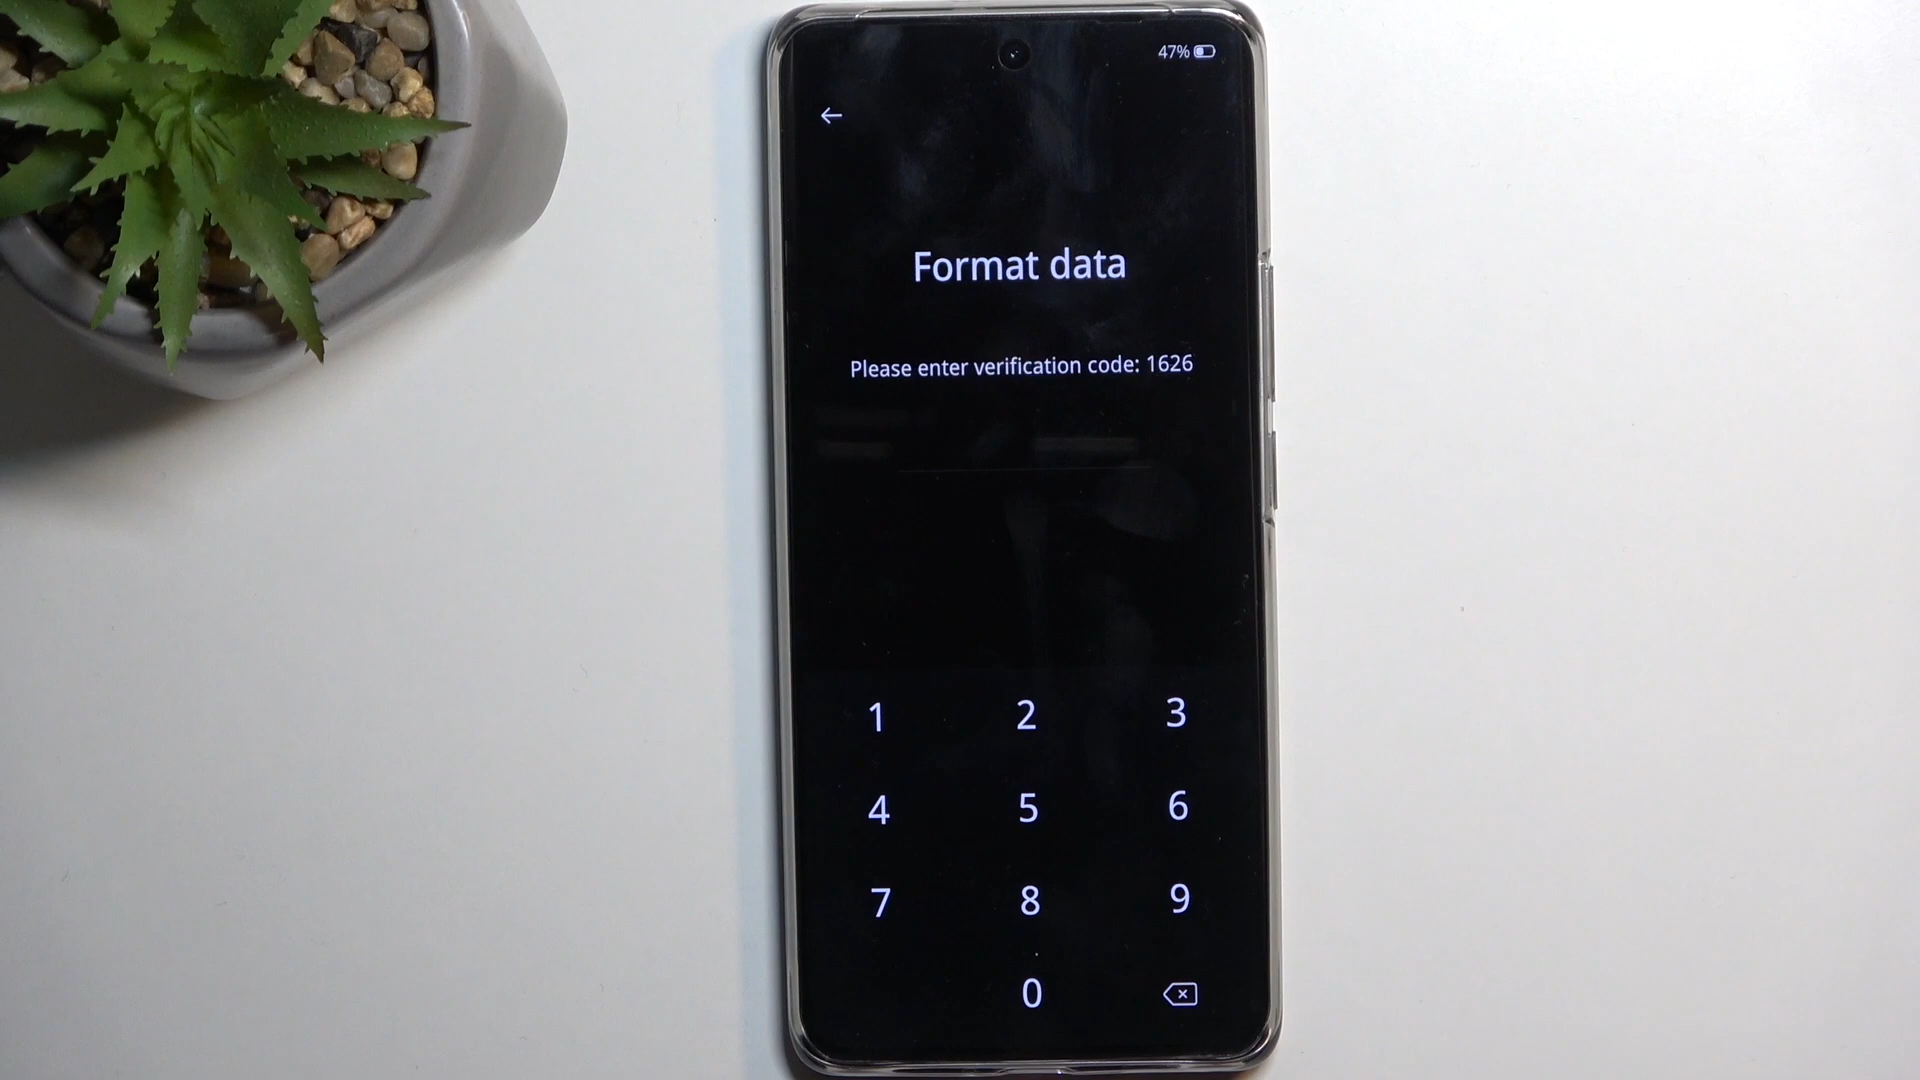 47%
Format data
Please enter verification code: 1626
1 2 3
4 5 6
7 8 9
0